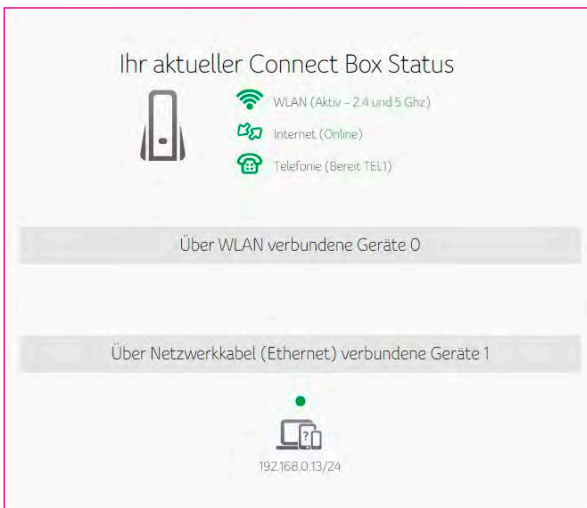 Ihr aktueller Connect Box Status
WLAN (Aktiv - 2.4 und 5 Ghz)
Internet (Online)
Telefonie (Bereit TEL1)
Über WLAN verbundene Geräte 0
Über Netzwerkkabel (Ethernet) verbundene Geräte 1
?
192.168.0.13/24